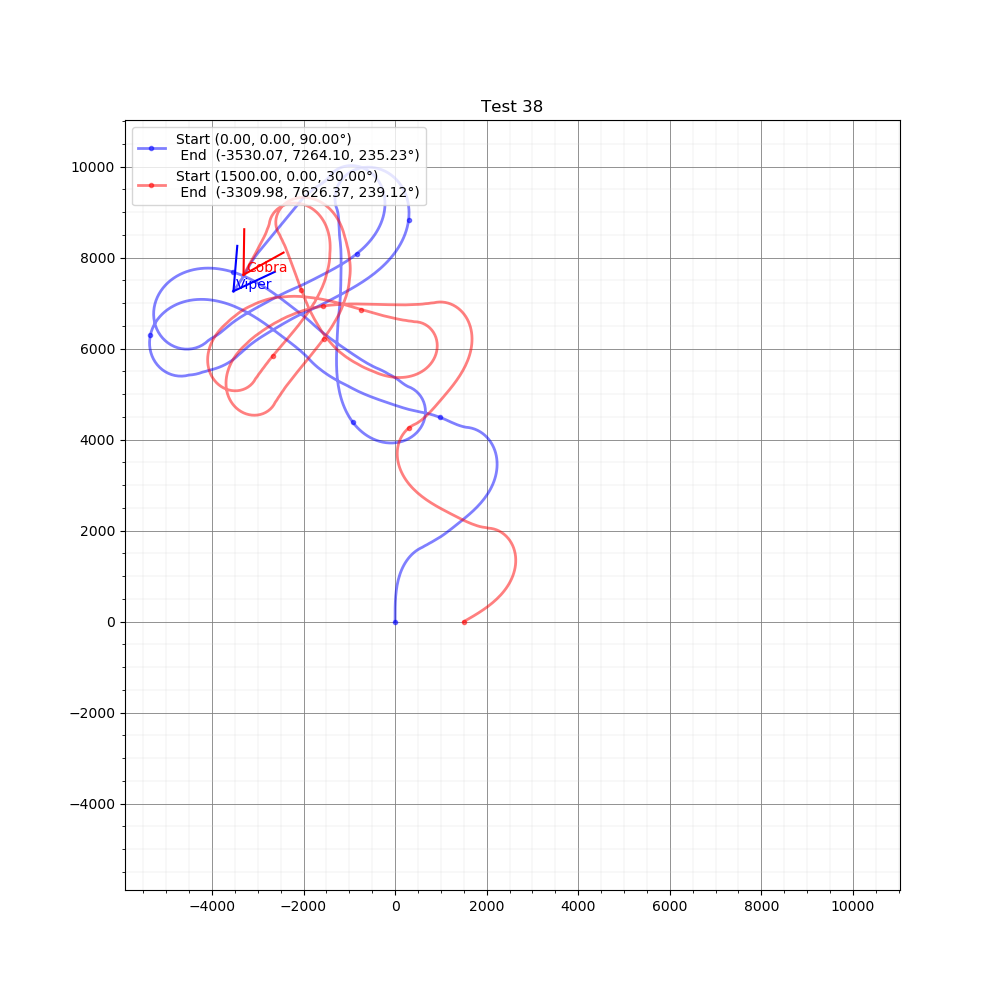 Test 38
Start (0.00, 0.00, 90.00°)
End (-3530.07, 7264.10, 235.23°)
Start (1500.00, 0.00, 30.00°)
End (-3309.98, 7626.37, 239.12°)
10000
8000
6000
4000
2000
0
−2000
−4000
Cobra
Viper
−4000 −2000 0 2000 4000 6000 8000 10000